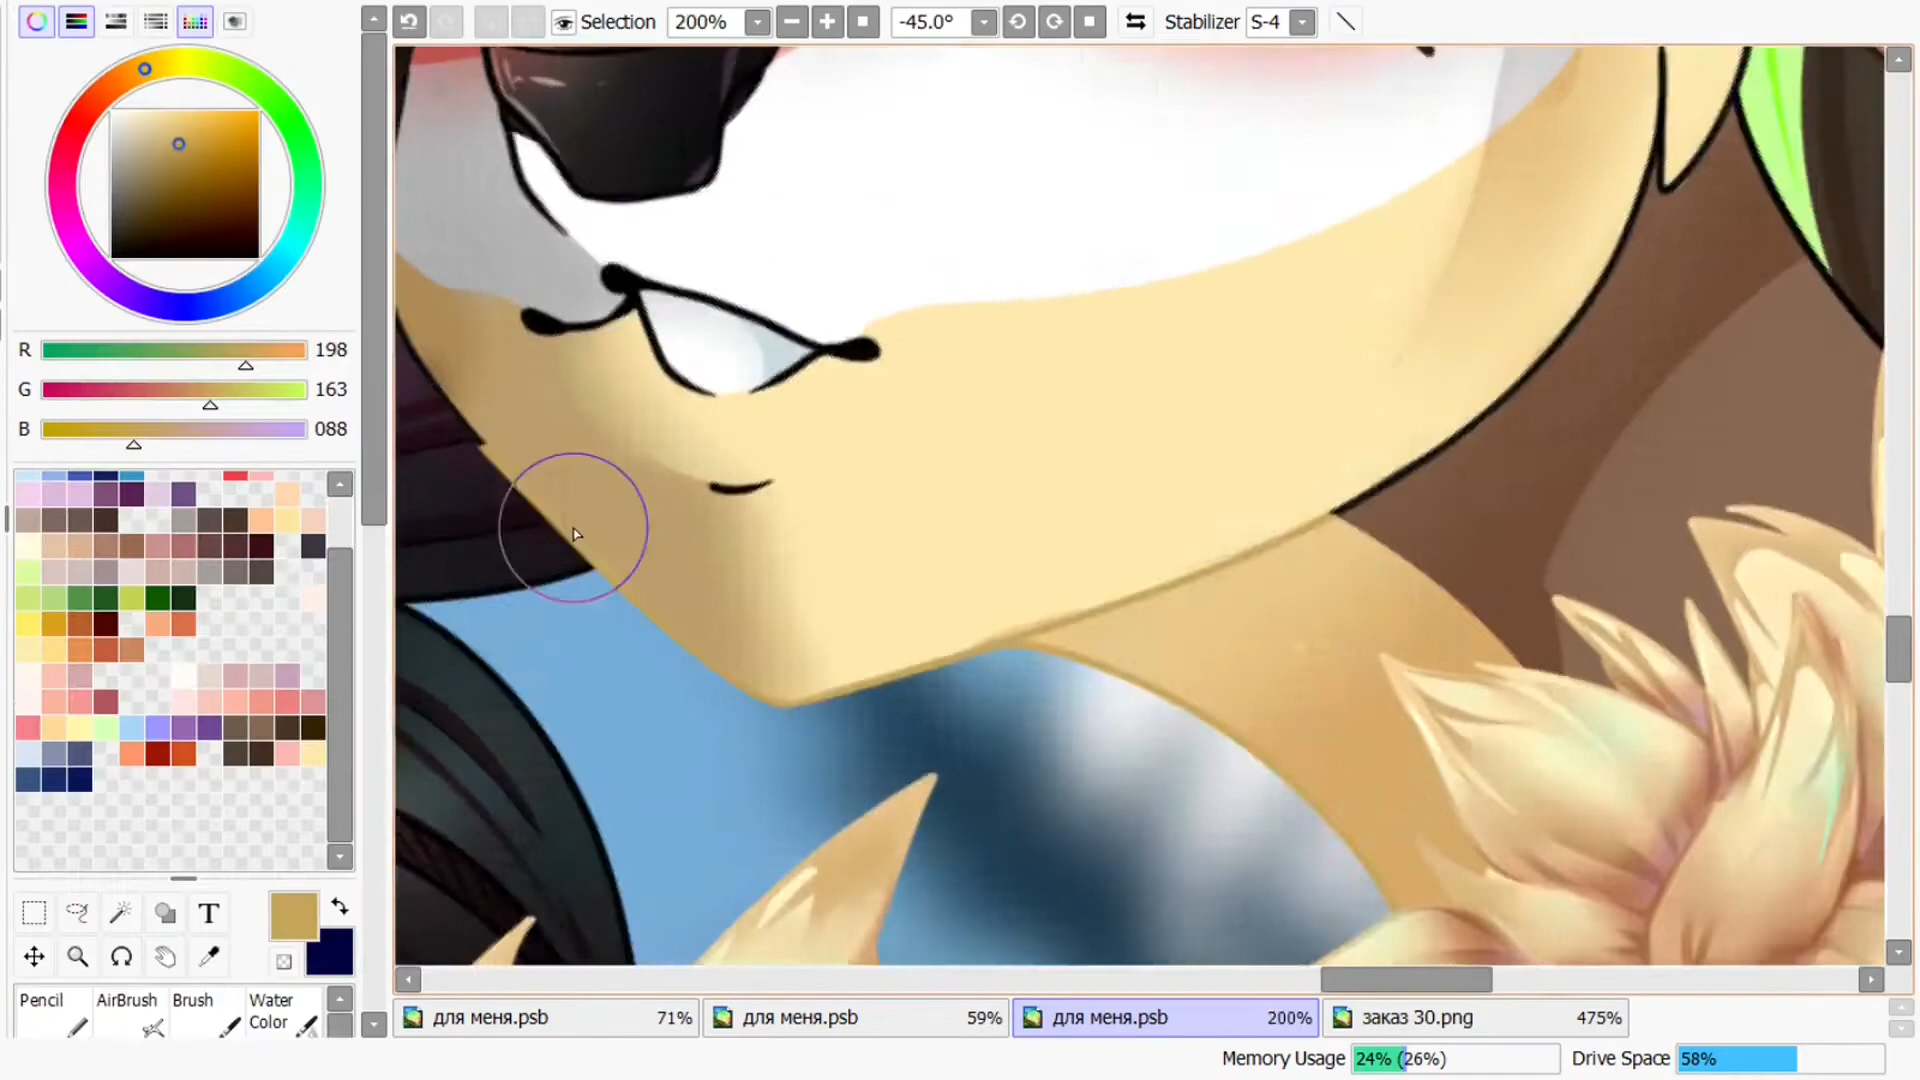 Selection 200% -45.0° Stabilizer S-4
R 198
G 163
B 088
T
Pencil AirBrush Brush Water
Color
для меня.psb 71% для меня.psb 59% для меня.psb 200% заказ 30.png 475%
Memory Usage 24% (26%) Drive Space 58%